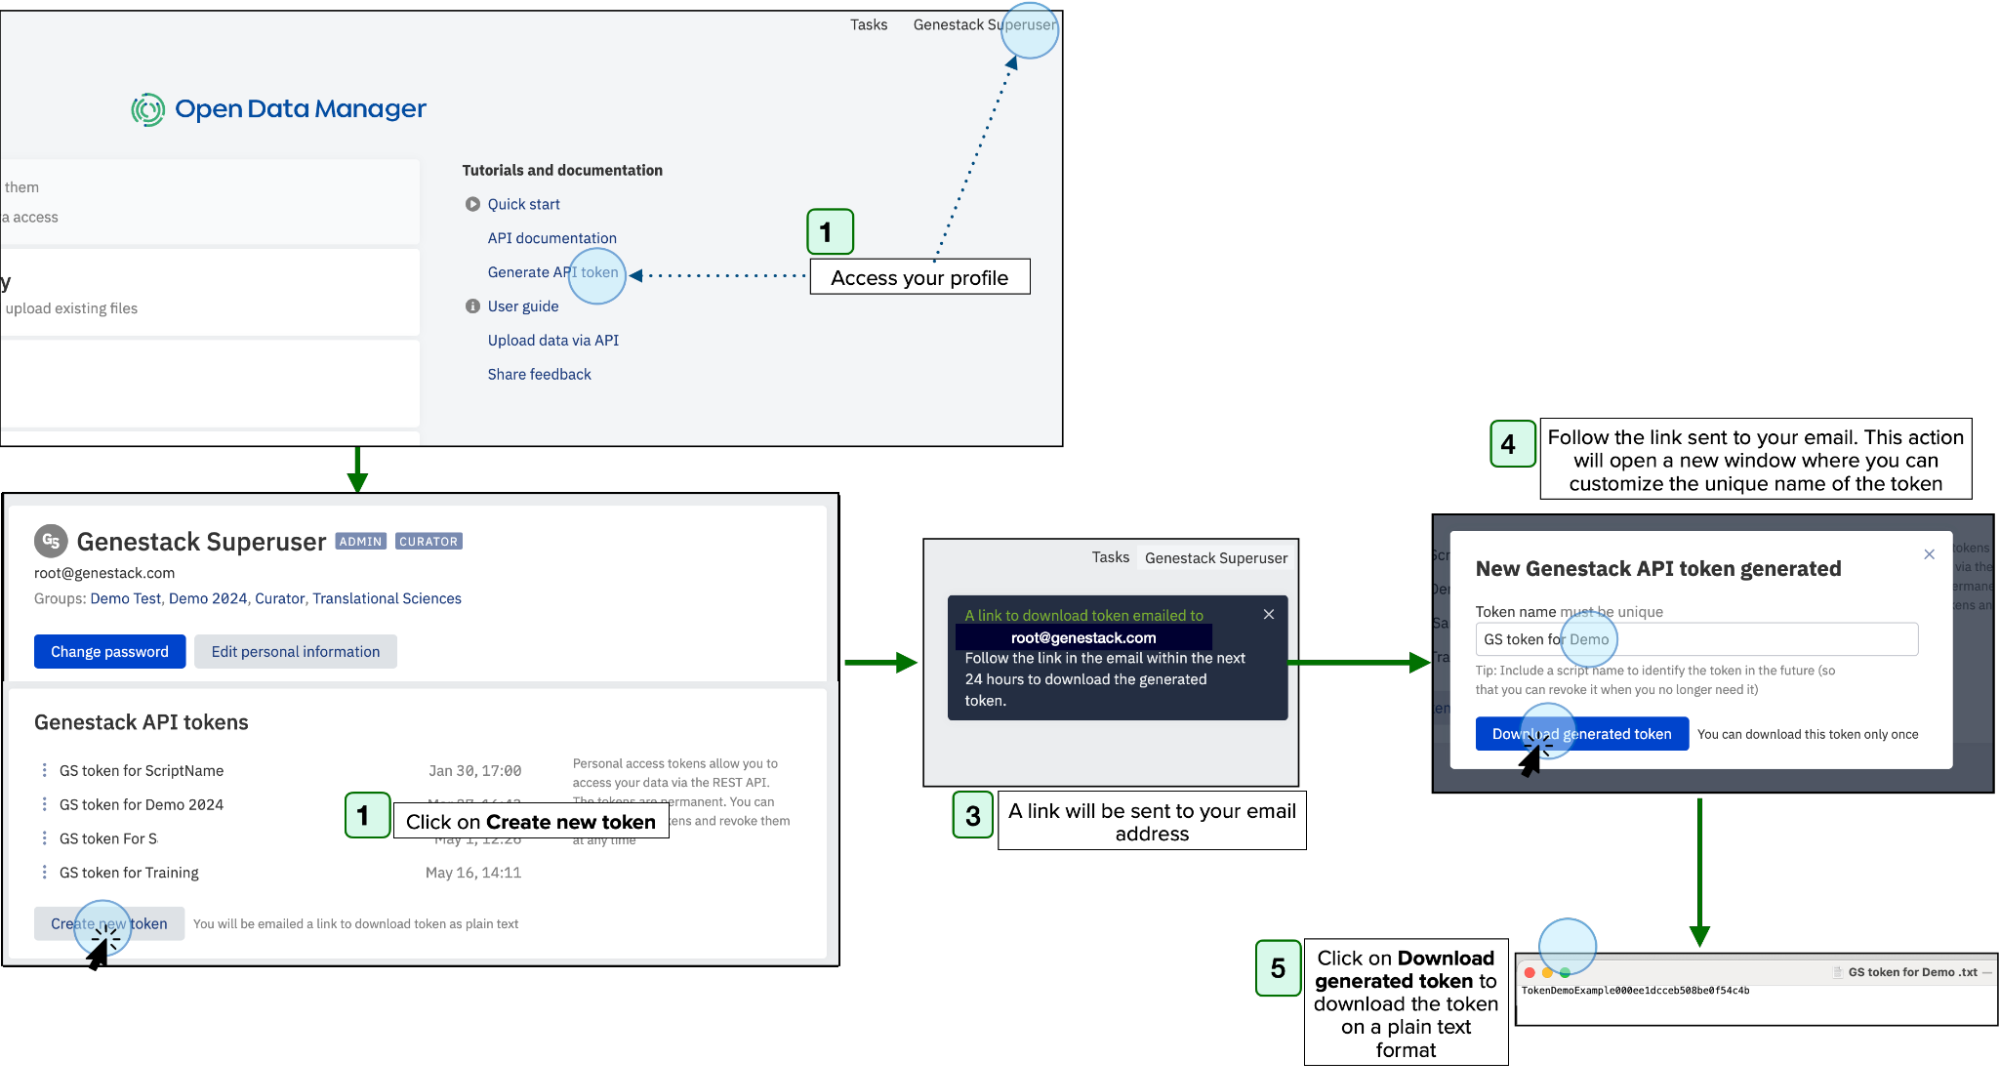 Tasks Genestack Superuser
Open Data Manager
them
a access
y
upload existing files
Tutorials and documentation
Quick start
API documentation
Generate API token
User guide
Upload data via API
Share feedback
1
Access your profile
GS Genestack Superuser ADMIN CURATOR
root@genestack.com
Groups: Demo Test, Demo 2024, Curator, Translational Sciences
Change password Edit personal information
Genestack API tokens
GS token for ScriptName Jan 30, 17:00
GS token for Demo 2024
GS token For S May 1, 12:26
GS token for Training May 16, 14:11
Personal access tokens allow you to
access your data via the REST API.
The tokens are permanent. You can
kens and revoke them
at any time
1
Click on Create new token
Create new token You will be emailed a link to download token as plain text
Tasks Genestack Superuser
A link to download token emailed to
root@genestack.com
Follow the link in the email within the next
24 hours to download the generated
token.
3
A link will be sent to your email
address
4
Follow the link sent to your email. This action
will open a new window where you can
customize the unique name of the token
New Genestack API token generated
Token name must be unique
GS token for Demo
Tip: Include a script name to identify the token in the future (so
that you can revoke it when you no longer need it)
Download generated token You can download this token only once
5
Click on Download
generated token to
download the token
on a plain text
format
GS token for Demo .txt —
TokenDemoExample000ee1dcceb508be0f54c4b